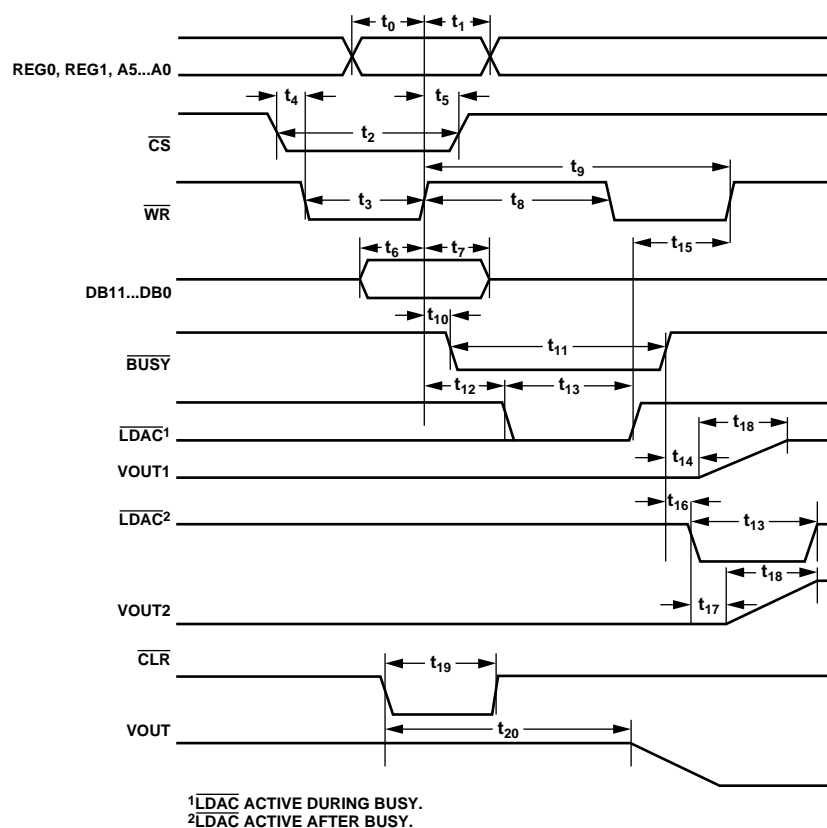 t0 t1
REG0, REG1, A5...A0
t4 t5
t2
CS
t9
t3 t8
WR
t15
t6 t7
DB11...DB0
t10
t11
BUSY
t12 t13
t18
LDAC1
t14
VOUT1
t16
LDAC2
t13
t18
VOUT2
t17
CLR
t19
VOUT
t20
1LDAC ACTIVE DURING BUSY.
2LDAC ACTIVE AFTER BUSY.